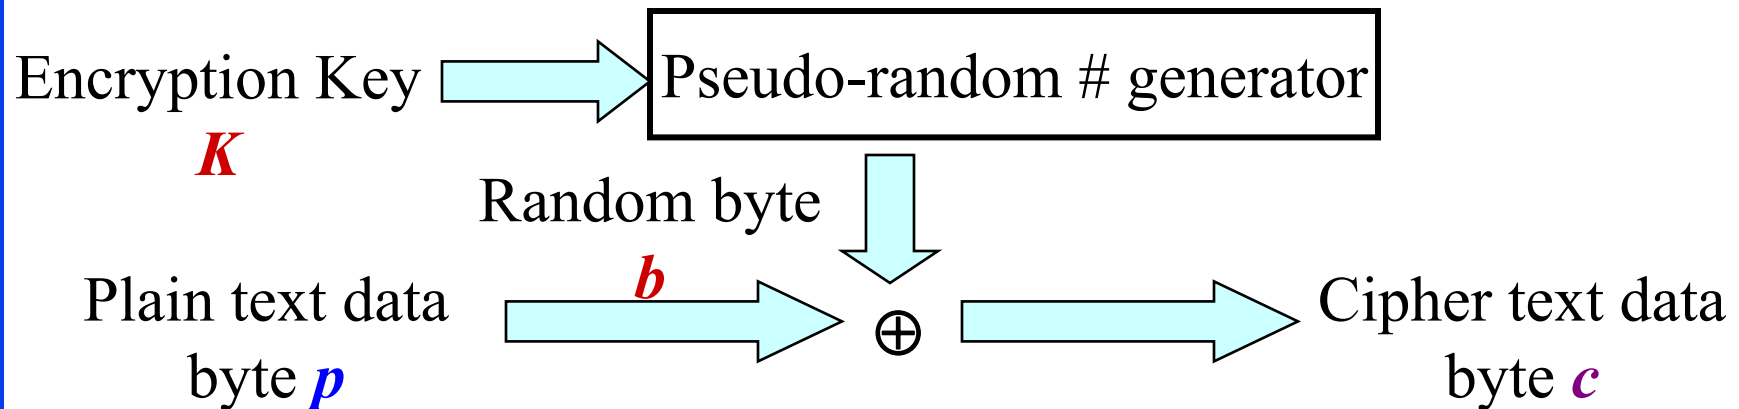 Encryption Key
K
Pseudo-random # generator
Random byte
b
Plain text data
byte p
⊕
Cipher text data
byte c